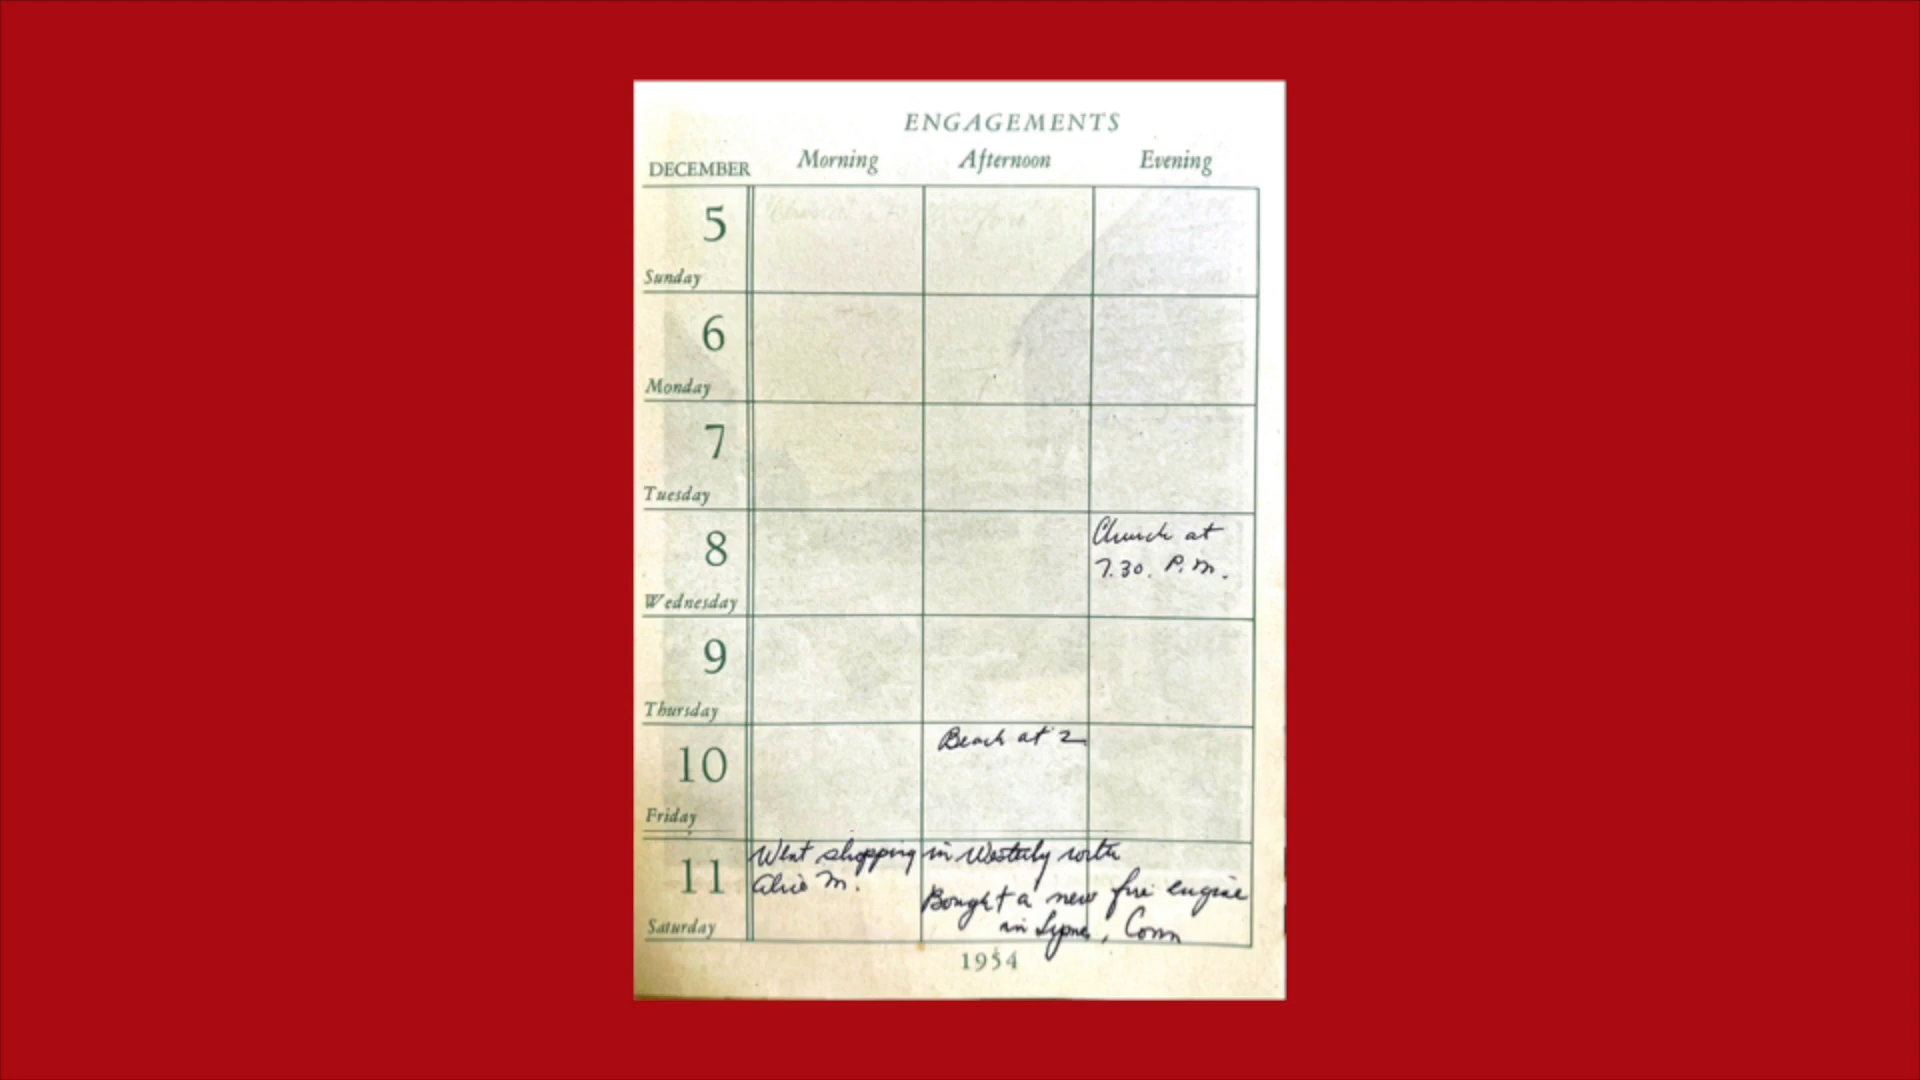 ENGAGEMENTS
DECEMBER Morning Afternoon Evening
5
Sunday
6
Monday
7
Tuesday
8 Church at
7.30. P.M.
Wednesday
9
Thursday
Beach at 2
10
Friday
Went shopping in Westerly with
11 Alice M.
Bought a new fire engine
in Lyme, Conn
Saturday
1954